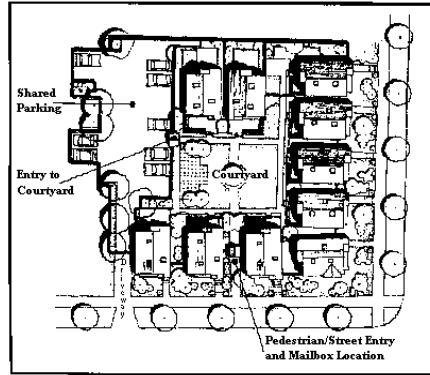 Shared
Parking
Entry to
Courtyard
Courtyard
Pedestrian/Street Entry
and Mailbox Location